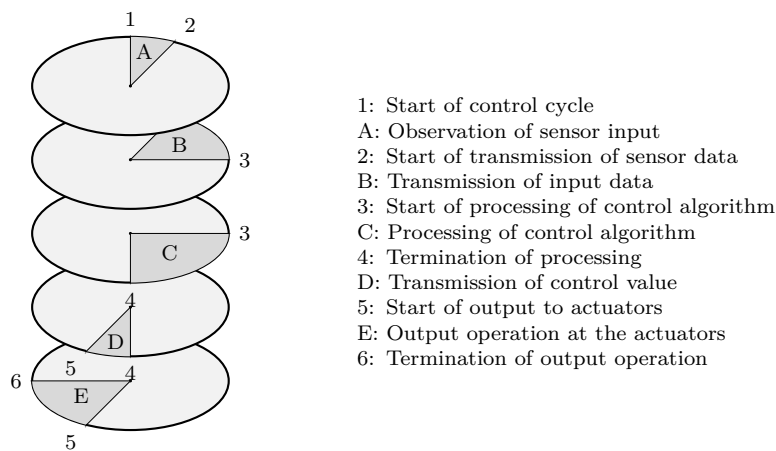 1
2
A
B
3
3
C
4
D
5
4
6
E
5
1: Start of control cycle
A: Observation of sensor input
2: Start of transmission of sensor data
B: Transmission of input data
3: Start of processing of control algorithm
C: Processing of control algorithm
4: Termination of processing
D: Transmission of control value
5: Start of output to actuators
E: Output operation at the actuators
6: Termination of output operation